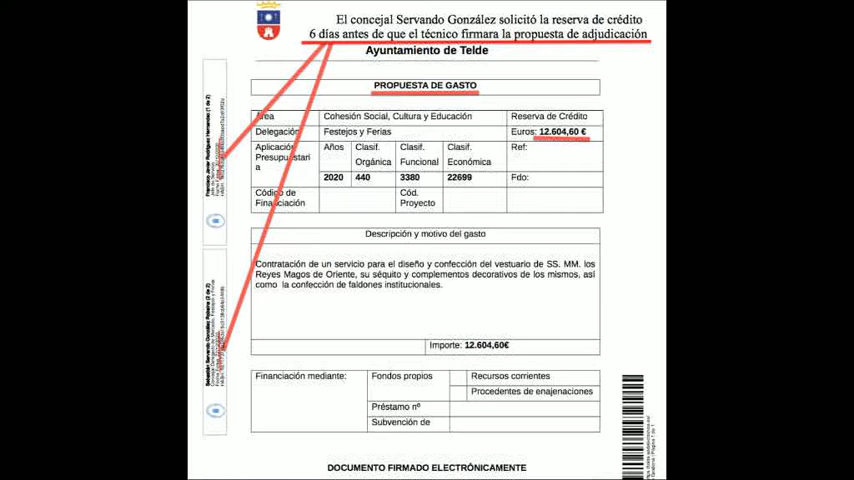 El concejal Servando González solicitó la reserva de crédito
6 días antes de que el técnico firmara la propuesta de adjudicación
Ayuntamiento de Telde
PROPUESTA DE GASTO
Área
Cohesión Social, Cultura y Educación
Reserva de Crédito
Delegación
Festejos y Ferias
Euros: 12.604,60 €
Aplicación
Presupuestari
a
Años
Clasif.
Orgánica
Clasif.
Funcional
Clasif.
Económica
Ref:
2020
440
3380
22699
Fdo:
Código de
Financiación
Cód.
Proyecto
Descripción y motivo del gasto
Contratación de un servicio para el diseño y confección del vestuario de SS. MM. los
Reyes Magos de Oriente, su séquito y complementos decorativos de los mismos, así
como la confección de faldones institucionales.
Importe: 12.604,60€
Financiación mediante:
Fondos propios
Recursos corrientes
Procedentes de enajenaciones
Préstamo nº
Subvención de
DOCUMENTO FIRMADO ELECTRÓNICAMENTE